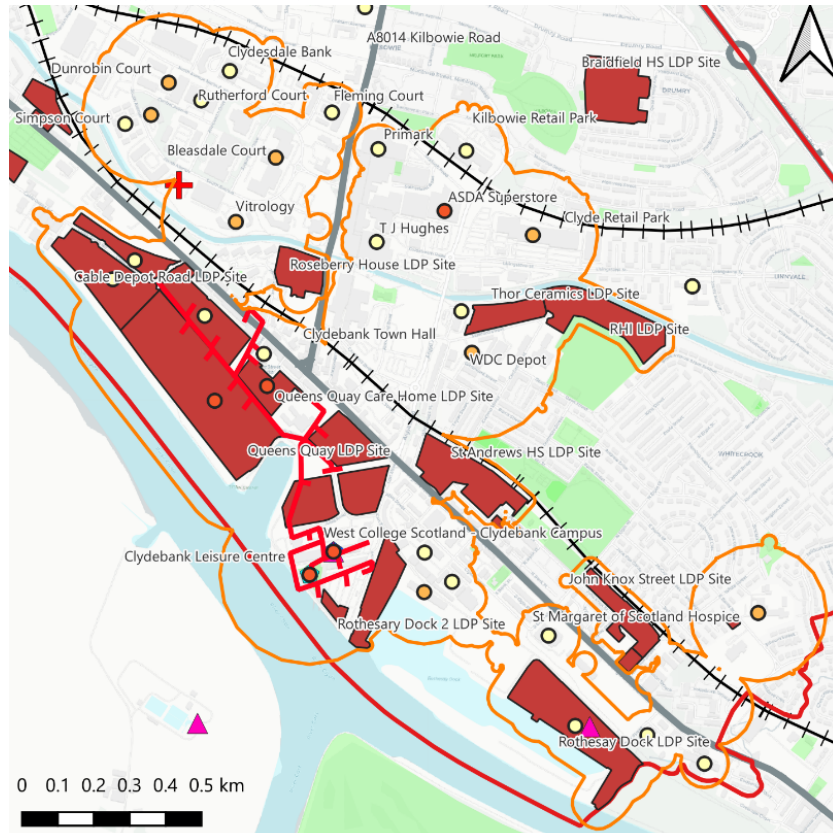 A8014 Kilbowie Road
Clydesdale Bank
Dunrobin Court
Braidfield HS LDP Site
Rutherford Court
Fleming Court
Simpson Court
Kilbowie Retail Park
Primark
Bleasdale Court
ASDA Superstore
Vitrology
Clyde Retail Park
T J Hughes
Roseberry House LDP Site
Cable Depot Road LDP Site
Thor Ceramics LDP Site
RHI LDP Site
Clydebank Town Hall
WDC Depot
Queens Quay Care Home LDP Site
Queens Quay LDP Site
St Andrews HS LDP Site
WHITECROOK
West College Scotland - Clydebank Campus
Clydebank Leisure Centre
John Knox Street LDP Site
St Margaret of Scotland Hospice
Rothesary Dock 2 LDP Site
Rothesay Dock LDP Site
0 0.1 0.2 0.3 0.4 0.5 km